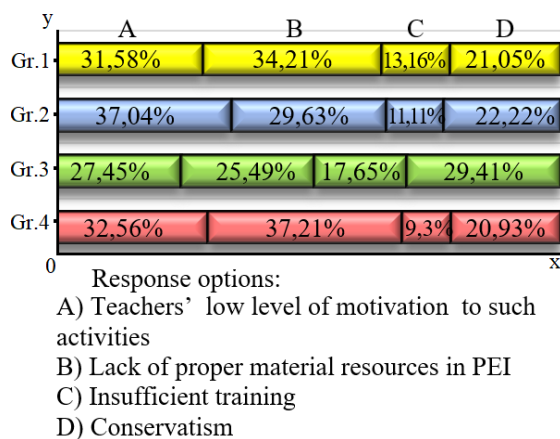 y
A B C D
Gr.1 31,58% 34,21% 13,16% 21,05%
Gr.2 37,04% 29,63% 11,11% 22,22%
Gr.3 27,45% 25,49% 17,65% 29,41%
Gr.4 32,56% 37,21% 9,3% 20,93%
0 x
Response options:
A) Teachers’ low level of motivation to such
activities
B) Lack of proper material resources in PEI
C) Insufficient training
D) Conservatism